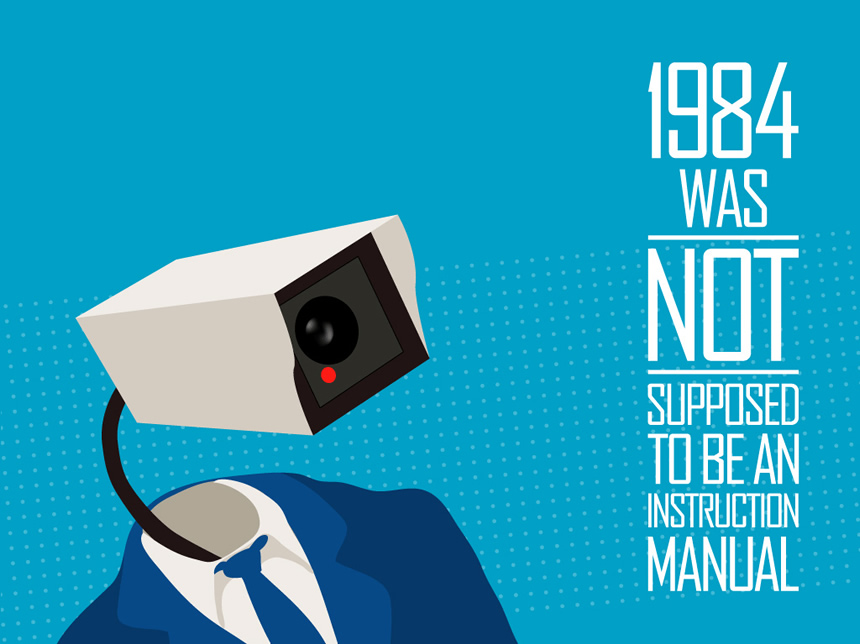 1984
WAS
NOT
SUPPOSED
TO BE AN
INSTRUCTION
MANUAL